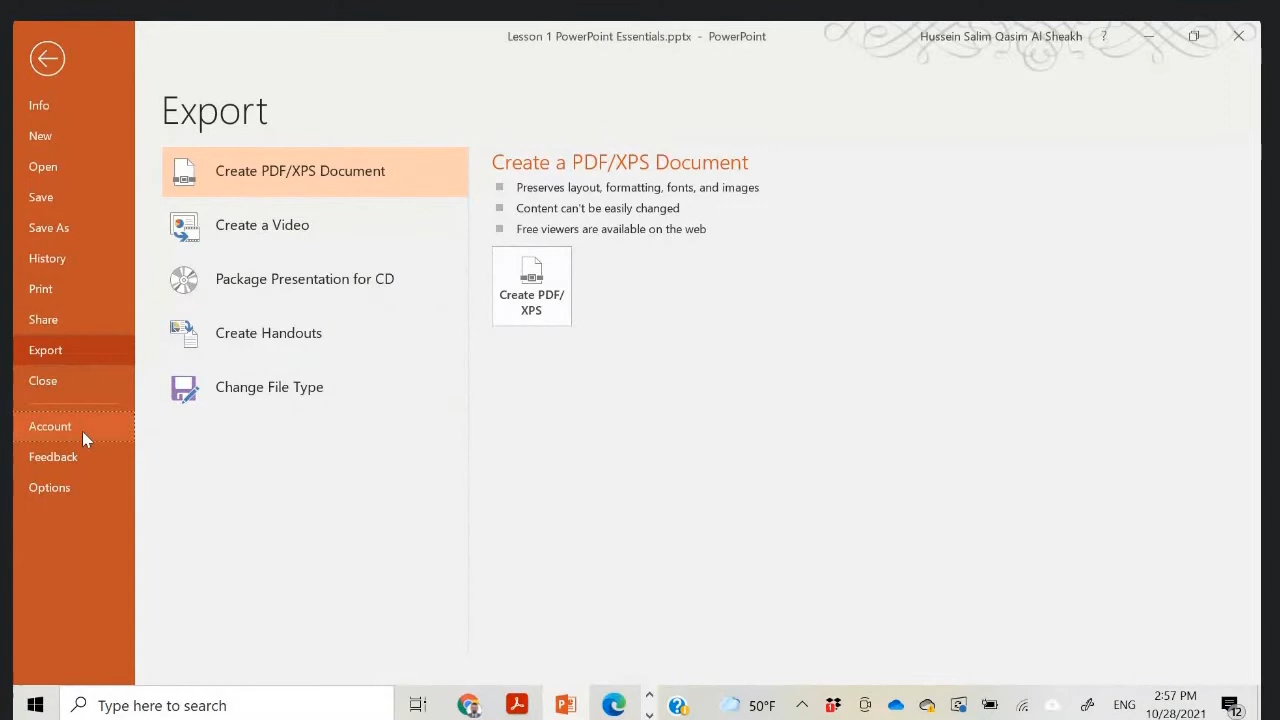 Lesson 1 PowerPoint Essentials.pptx - PowerPoint
Hussein Salim Qasim Al Sheakh
?
Info
New
Open
Save
Save As
History
Print
Share
Export
Close
Account
Feedback
Options
Export
Create PDF/XPS Document
Create a Video
Package Presentation for CD
Create Handouts
Change File Type
Create a PDF/XPS Document
Preserves layout, formatting, fonts, and images
Content can't be easily changed
Free viewers are available on the web
Create PDF/
XPS
Type here to search
50°F
ENG
2:57 PM
10/28/2021
12